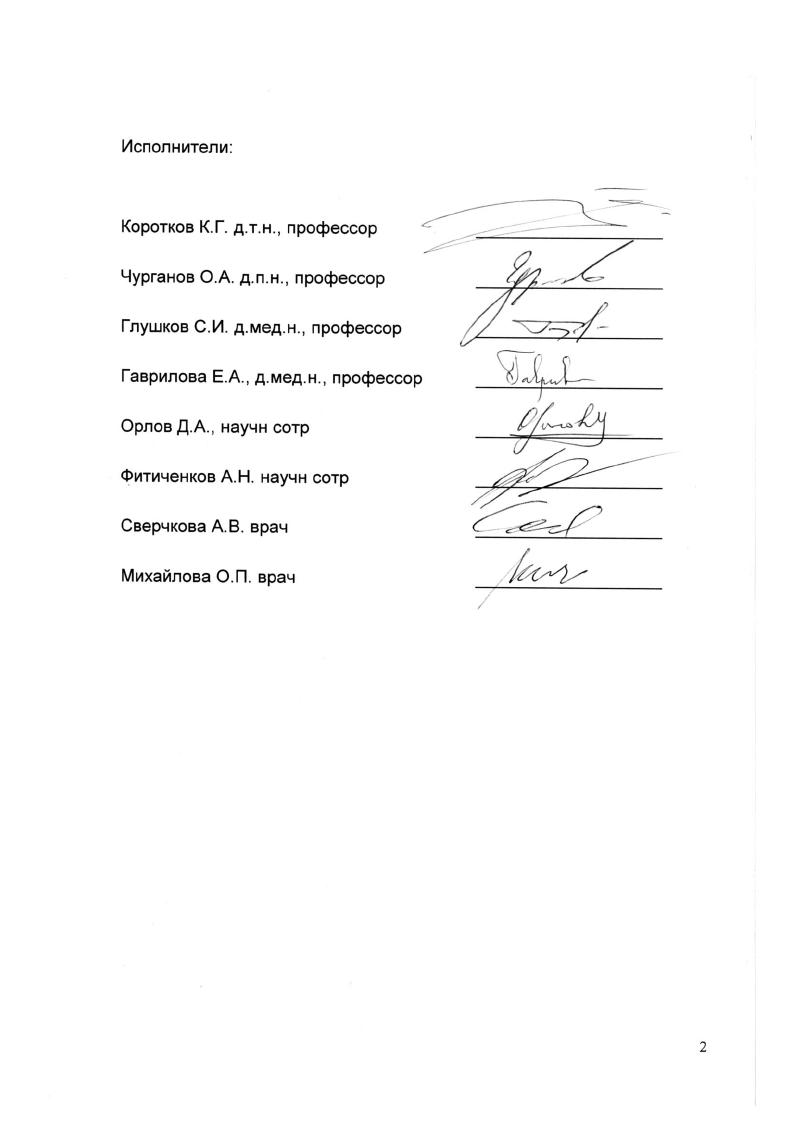 Исполнители:
Коротков К.Г. д.т.н., профессор
Чурганов О.А. д.п.н., профессор
Глушков С.И. д.мед.н., профессор
Гаврилова Е.А., д.мед.н., профессор
Орлов Д.А., научн сотр
Фитиченков А.Н. научн сотр
Сверчкова А.В. врач
Михайлова О.П. врач
2